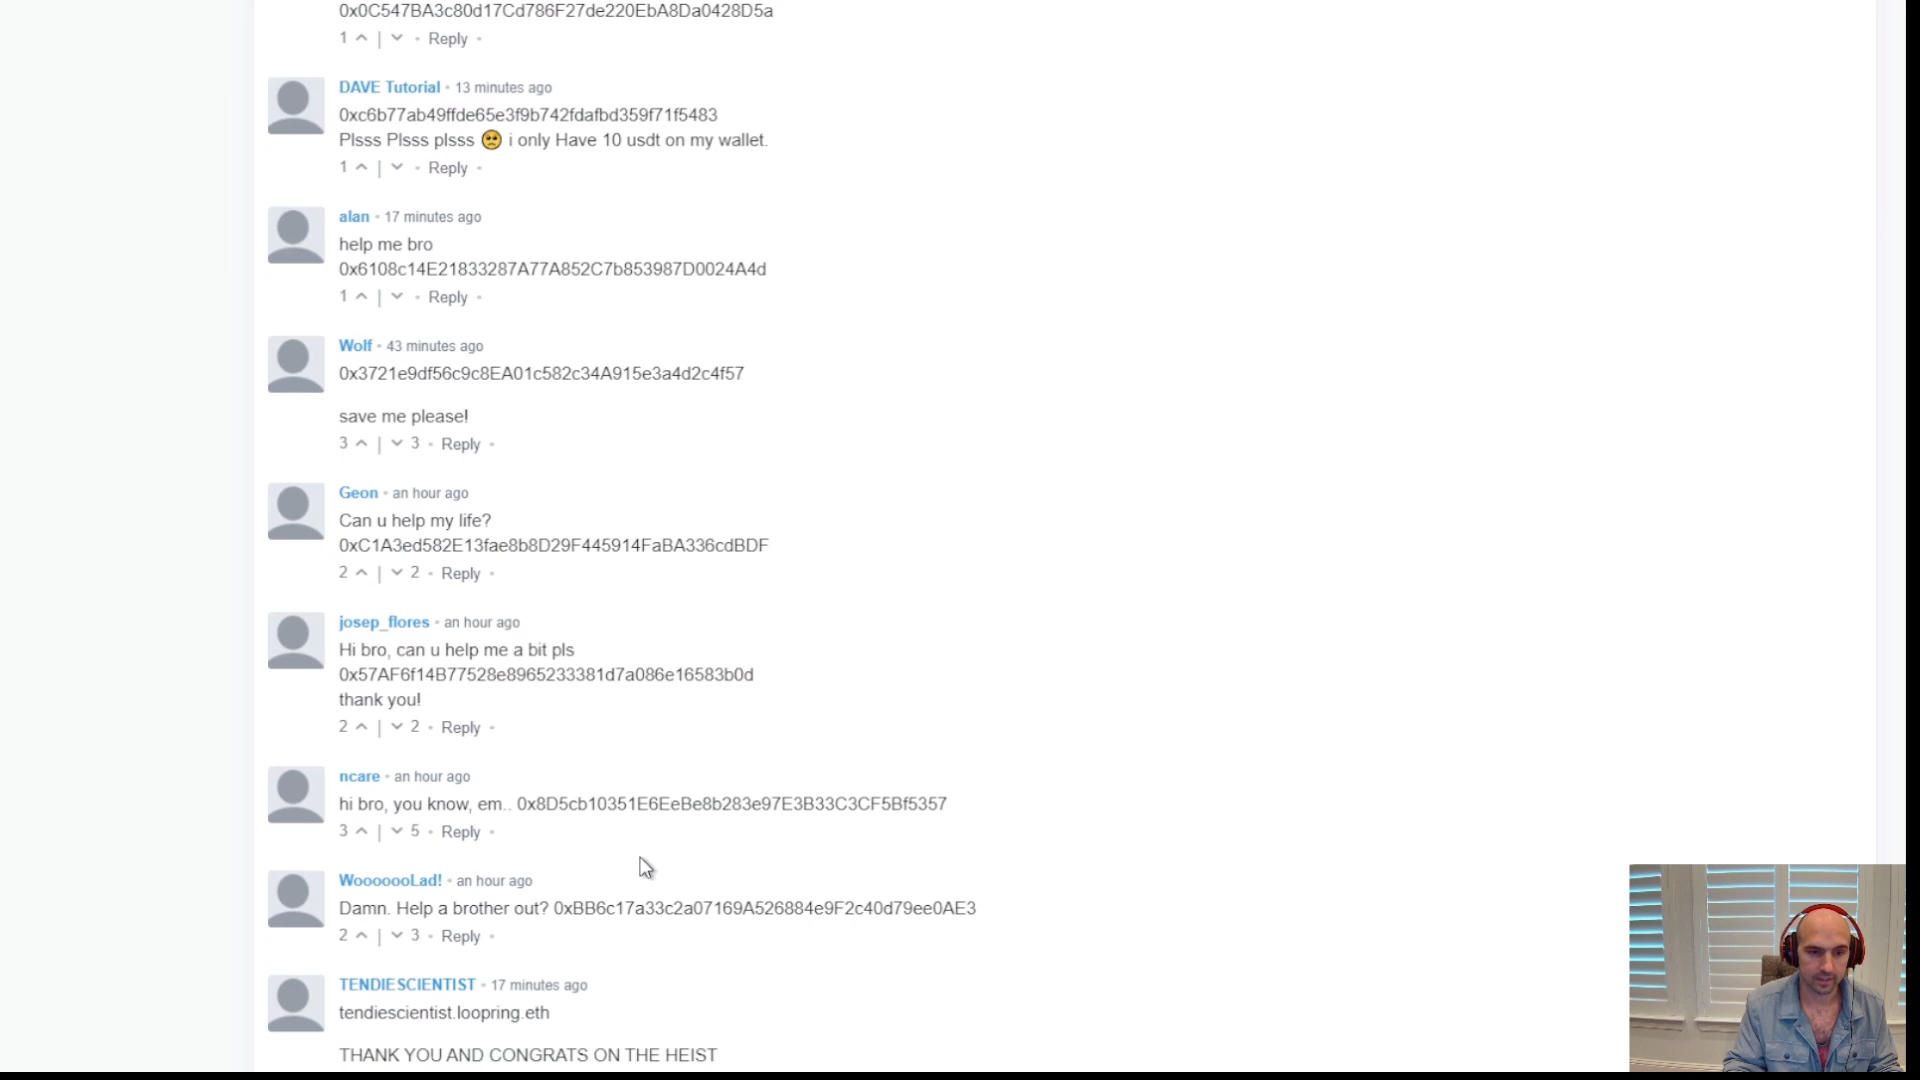 0x0C547BA3c80d17Cd786F27de220EbA8Da0428D5a
1 | • Reply •
DAVE Tutorial • 13 minutes ago
0xc6b77ab49ffde65e3f9b742fdafbd359f71f5483
Plsss Plsss plsss 🥺 i only Have 10 usdt on my wallet.
1 | • Reply •
alan • 17 minutes ago
help me bro
0x6108c14E21833287A77A852C7b853987D0024A4d
1 | • Reply •
Wolf • 43 minutes ago
0x3721e9df56c9c8EA01c582c34A915e3a4d2c4f57
save me please!
3 | 3 • Reply •
Geon • an hour ago
Can u help my life?
0xC1A3ed582E13fae8b8D29F445914FaBA336cdBDF
2 | 2 • Reply •
josep_flores • an hour ago
Hi bro, can u help me a bit pls
0x57AF6f14B77528e8965233381d7a086e16583b0d
thank you!
2 | 2 • Reply •
ncare • an hour ago
hi bro, you know, em.. 0x8D5cb10351E6EeBe8b283e97E3B33C3CF5Bf5357
3 | 5 • Reply •
WooooooLad! • an hour ago
Damn. Help a brother out? 0xBB6c17a33c2a07169A526884e9F2c40d79ee0AE3
2 | 3 • Reply •
TENDIESCIENTIST • 17 minutes ago
tendiescientist.loopring.eth
THANK YOU AND CONGRATS ON THE HEIST